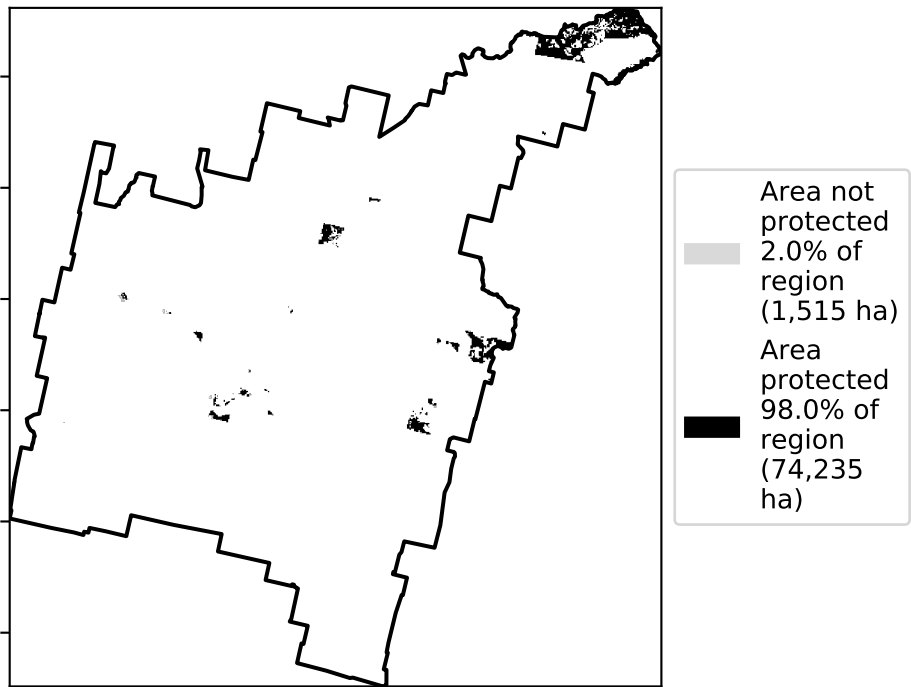 Area not
protected
2.0% of
region
(1,515 ha)
Area
protected
98.0% of
region
(74,235
ha)